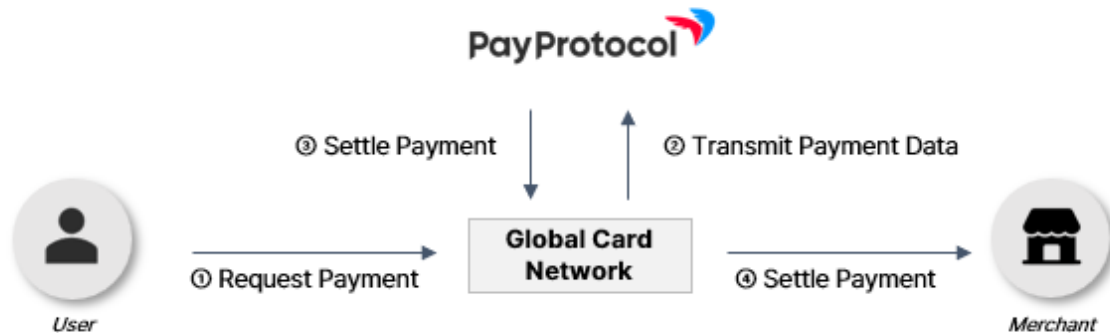 PayProtocol
③ Settle Payment
② Transmit Payment Data
Global Card
Network
① Request Payment
④ Settle Payment
User
Merchant